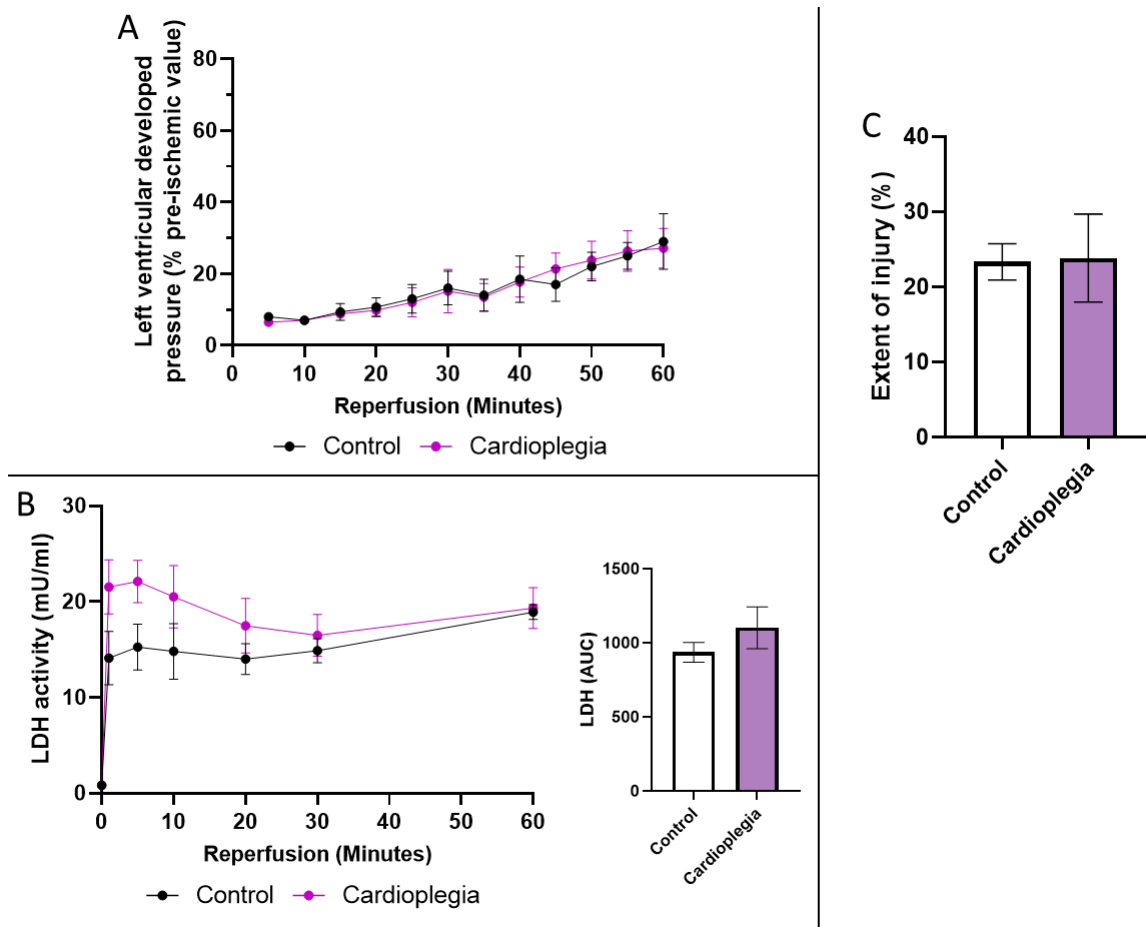 A
Left ventricular developed
pressure (% pre-ischemic value)
80
60
40
20
0
0 10 20 30 40 50 60
Reperfusion (Minutes)
Control Cardioplegia
B
LDH activity (mU/ml)
30
20
10
0
0 10 20 30 40 50 60
Reperfusion (Minutes)
Control Cardioplegia
LDH (AUC)
1500
1000
500
0
Control
Cardioplegia
C
Extent of injury (%)
40
30
20
10
0
Control
Cardioplegia